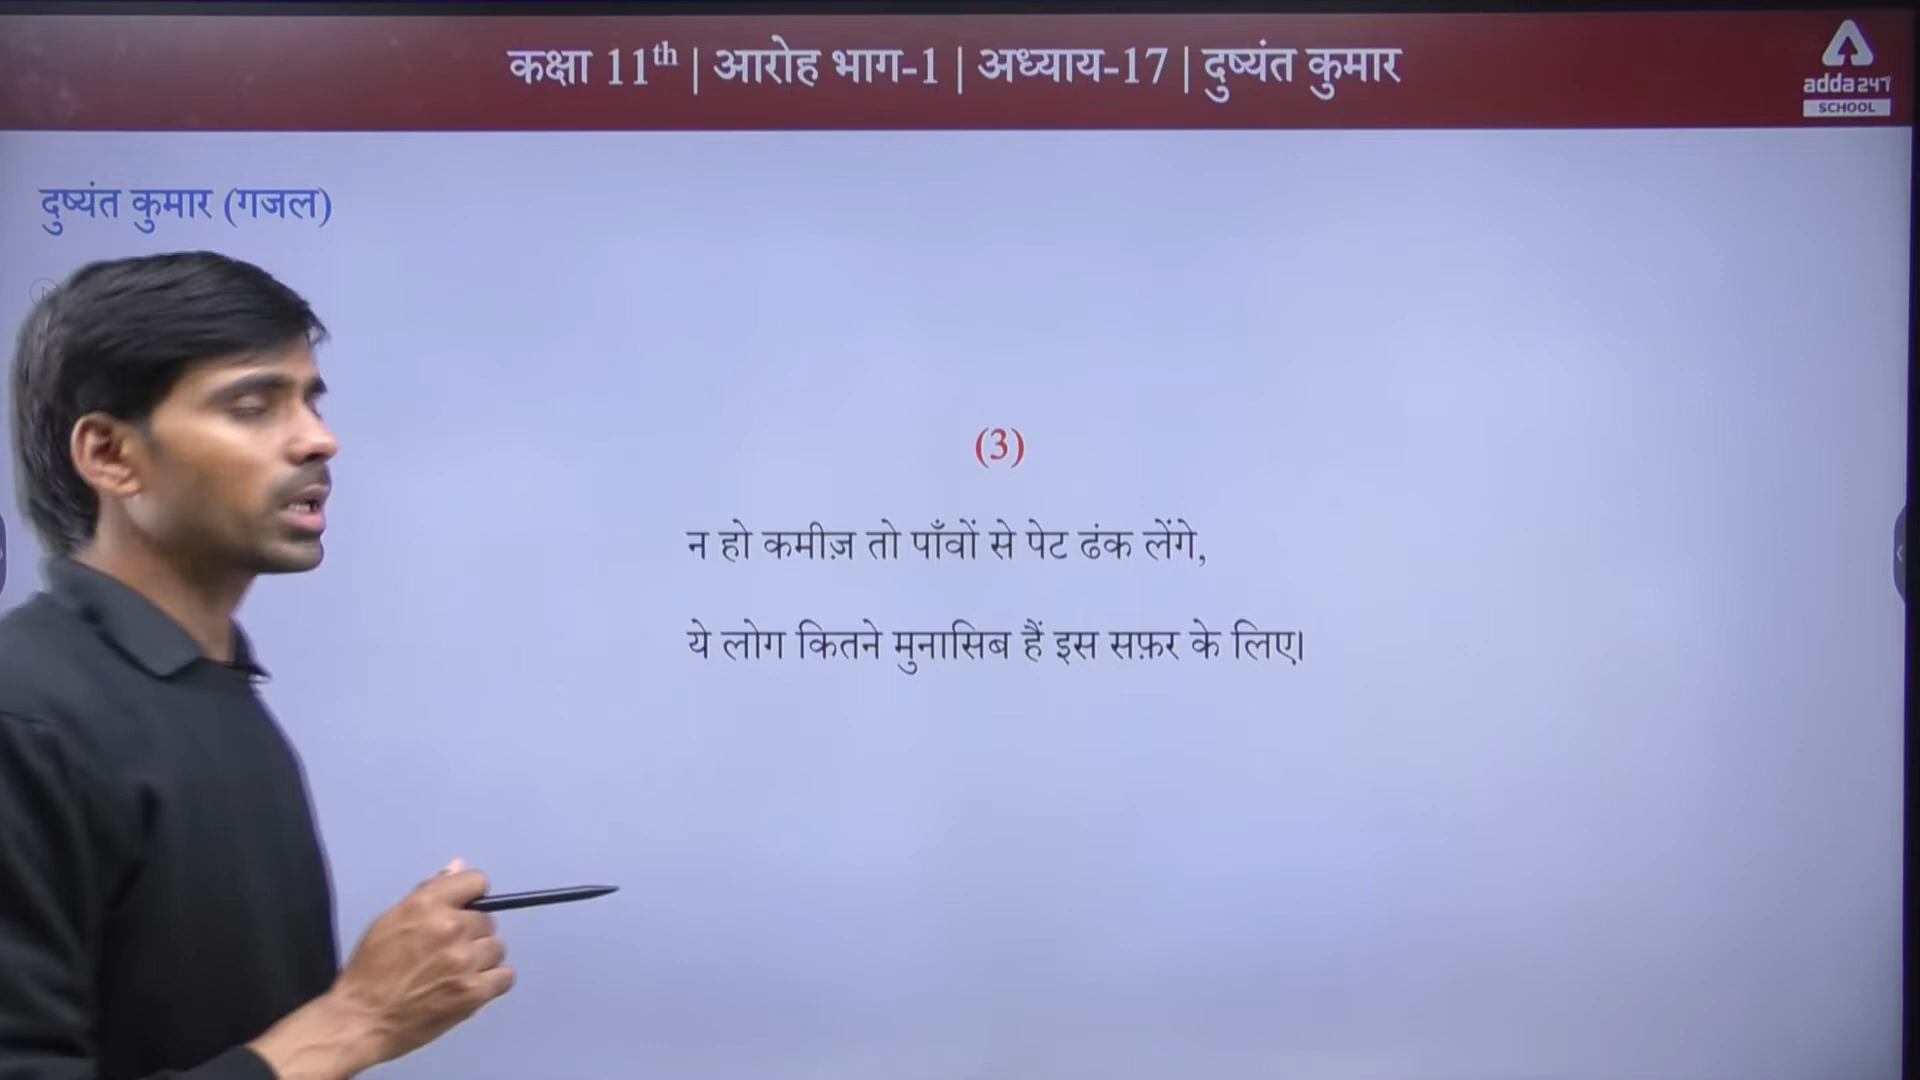 कक्षा 11th | आरोह भाग-1 | अध्याय-17 | दुष्यंत कुमार
adda247
SCHOOL
दुष्यंत कुमार (गजल)
(3)
न हो कमीज़ तो पाँवों से पेट ढंक लेंगे,
ये लोग कितने मुनासिब हैं इस सफ़र के लिए।